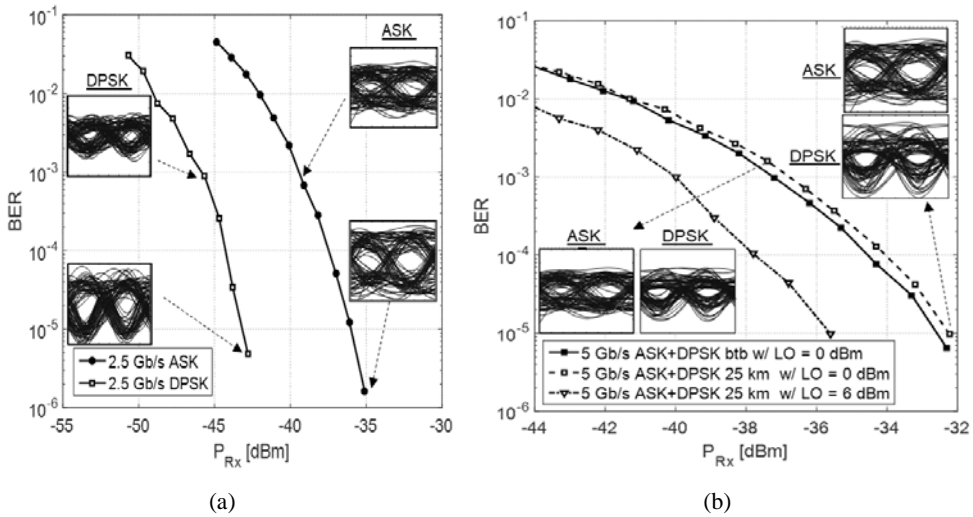 10^-1
10^-2
10^-3
10^-4
10^-5
10^-6
BER
-55
-50
-45
-40
-35
-30
P_Rx [dBm]
DPSK
ASK
2.5 Gb/s ASK
2.5 Gb/s DPSK
(a)
10^-1
10^-2
10^-3
10^-4
10^-5
10^-6
BER
-44
-42
-40
-38
-36
-34
-32
P_Rx [dBm]
ASK
DPSK
ASK
DPSK
5 Gb/s ASK+DPSK btb w/ LO = 0 dBm
5 Gb/s ASK+DPSK 25 km w/ LO = 0 dBm
5 Gb/s ASK+DPSK 25 km w/ LO = 6 dBm
(b)